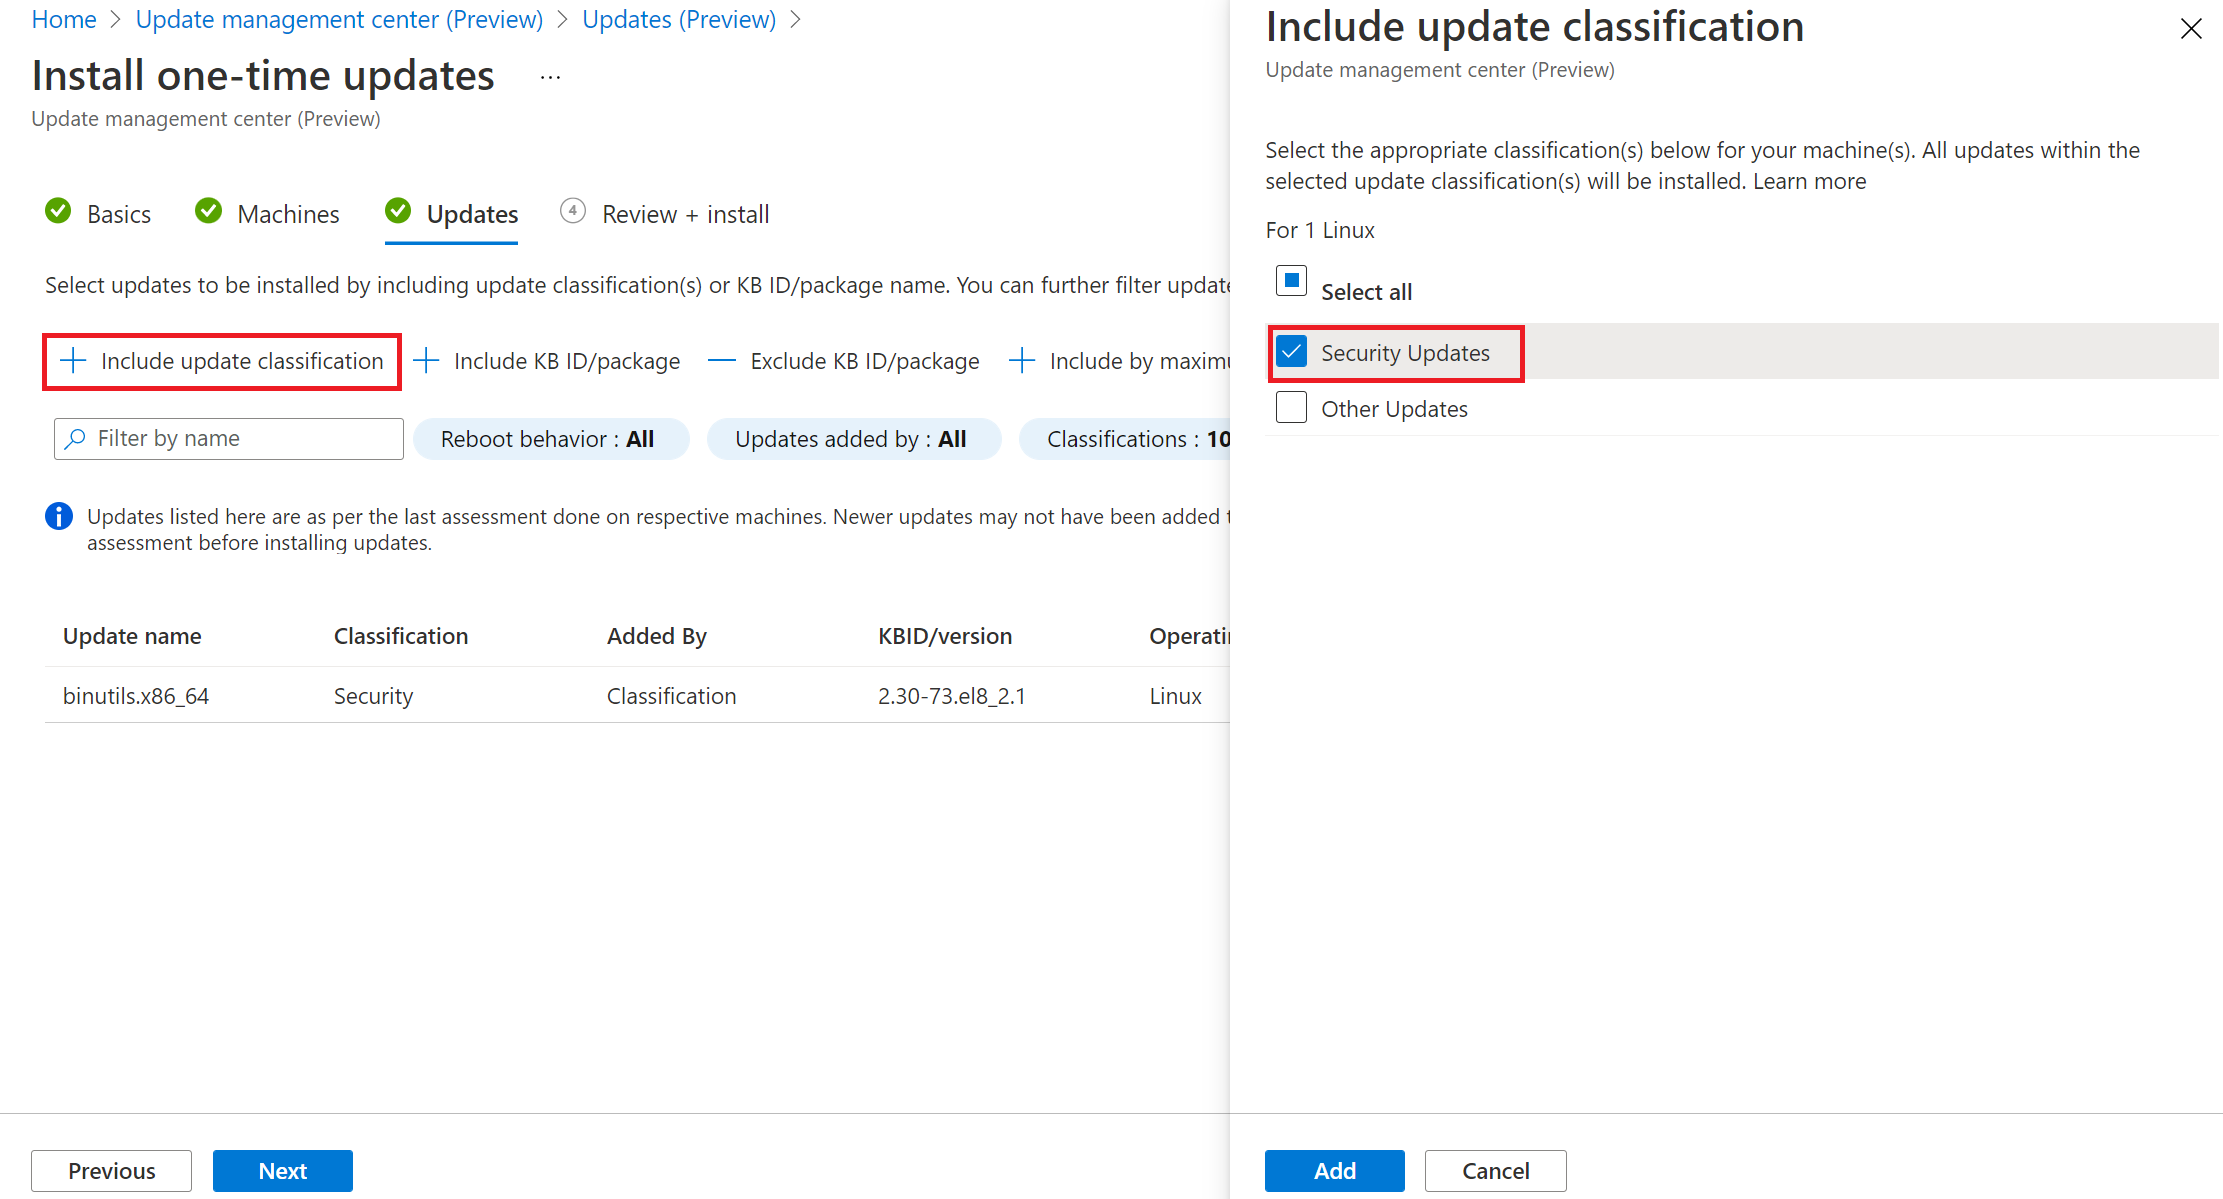 Home > Update management center (Preview) > Updates (Preview) >
Install one-time updates ...
Update management center (Preview)
Basics Machines Updates 4 Review + install
Select updates to be installed by including update classification(s) or KB ID/package name. You can further filter
Include update classification Include KB ID/package Exclude KB ID/package Include by
Filter by name Reboot behavior : All Updates added by : All Classifications : 10
Updates listed here are as per the last assessment done on respective machines. Newer updates may not have been added
assessment before installing updates.
Update name Classification Added By KBID/version
binutils.x86_64 Security Classification 2.30-73.el8_2.1 Linux
Previous Next
Include update classification
Update management center (Preview)
Select the appropriate classification(s) below for your machine(s). All updates within the
selected update classification(s) will be installed. Learn more
For 1 Linux
Select all
Security Updates
Other Updates
Add Cancel